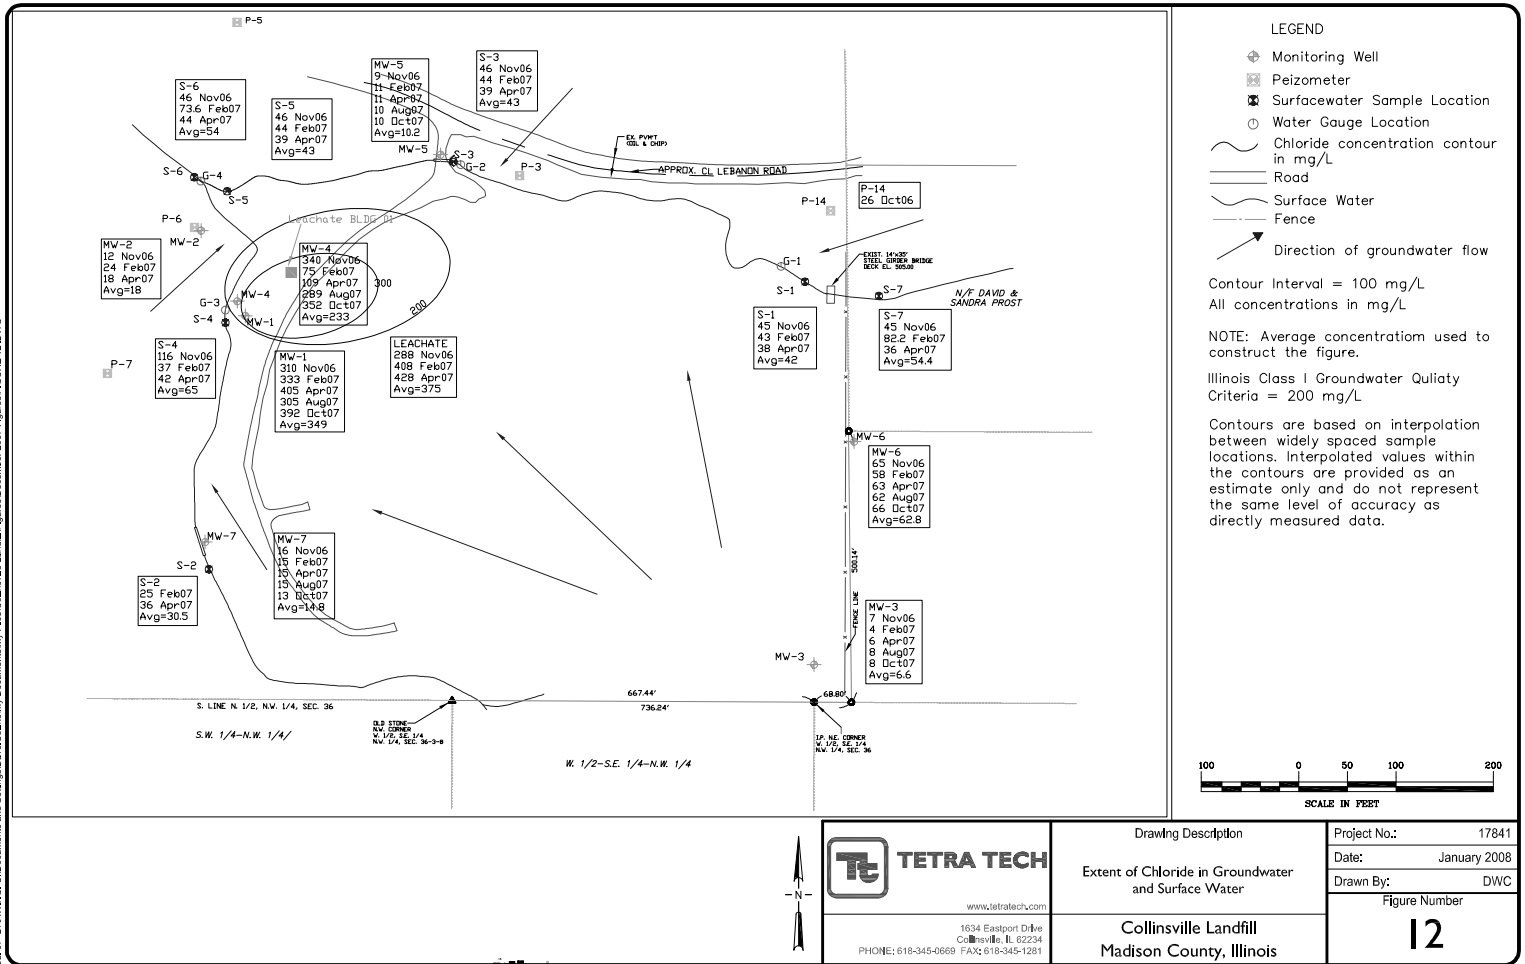 P-5
S-6
46 Nov06
73.6 Feb07
44 Apr07
Avg=54
S-5
46 Nov06
44 Feb07
39 Apr07
Avg=43
MW-5
9 Nov06
11 Feb07
11 Apr07
10 Aug07
10 Oct07
Avg=10.2
S-3
46 Nov06
44 Feb07
39 Apr07
Avg=43
MW-5
S-3
G-2
P-3
EX. PVM'T
(OIL & CHIP)
APPROX. CL LEBANON ROAD
S-6
G-4
S-5
P-14
26 Oct06
P-14
P-6
MW-2
Leachate BLDG 01
MW-2
12 Nov06
24 Feb07
18 Apr07
Avg=18
MW-4
340 Nov06
75 Feb07
109 Apr07
289 Aug07
352 Oct07
Avg=233
300
200
EXIST. 14'x35'
STEEL GIRDER BRIDGE
DECK EL. 505.00
G-1
S-1
S-7
N/F DAVID &
SANDRA PROST
G-3
MW-4
S-4
MW-1
S-1
45 Nov06
43 Feb07
38 Apr07
Avg=42
S-7
45 Nov06
82.2 Feb07
36 Apr07
Avg=54.4
S-4
116 Nov06
37 Feb07
42 Apr07
Avg=65
P-7
MW-1
310 Nov06
333 Feb07
405 Apr07
305 Aug07
392 Oct07
Avg=349
LEACHATE
288 Nov06
408 Feb07
428 Apr07
Avg=375
MW-6
MW-6
65 Nov06
58 Feb07
63 Apr07
62 Aug07
66 Oct07
Avg=62.8
MW-7
S-2
S-2
25 Feb07
36 Apr07
Avg=30.5
MW-7
16 Nov06
15 Feb07
15 Apr07
15 Aug07
13 Oct07
Avg=14.8
500.14'
FENCE LINE
MW-3
7 Nov06
4 Feb07
6 Apr07
8 Aug07
8 Oct07
Avg=6.6
MW-3
667.44'
68.80'
736.24'
S. LINE N. 1/2, N.W. 1/4, SEC. 36
S.W. 1/4-N.W. 1/4/
OLD STONE
N.W. CORNER
W. 1/2, S.E. 1/4
N.W. 1/4, SEC. 36-3-8
I.P. N.E. CORNER
W. 1/2, S.E. 1/4
N.W. 1/4, SEC. 36
W. 1/2-S.E. 1/4-N.W. 1/4
LEGEND
Monitoring Well
Peizometer
Surfacewater Sample Location
Water Gauge Location
Chloride concentration contour
in mg/L
Road
Surface Water
Fence
Direction of groundwater flow
Contour Interval = 100 mg/L
All concentrations in mg/L
NOTE: Average concentratiom used to
construct the figure.
Illinois Class I Groundwater Quliaty
Criteria = 200 mg/L
Contours are based on interpolation
between widely spaced sample
locations. Interpolated values within
the contours are provided as an
estimate only and do not represent
the same level of accuracy as
directly measured data.
100 0 50 100 200
SCALE IN FEET
N
Tt
TETRA TECH
www.tetratech.com
1634 Eastport Drive
Collinsville, IL 62234
PHONE: 618-345-0669 FAX: 618-345-1281
Drawing Description
Extent of Chloride in Groundwater
and Surface Water
Collinsville Landfill
Madison County, Illinois
Project No.: 17841
Date: January 2008
Drawn By: DWC
Figure Number
12